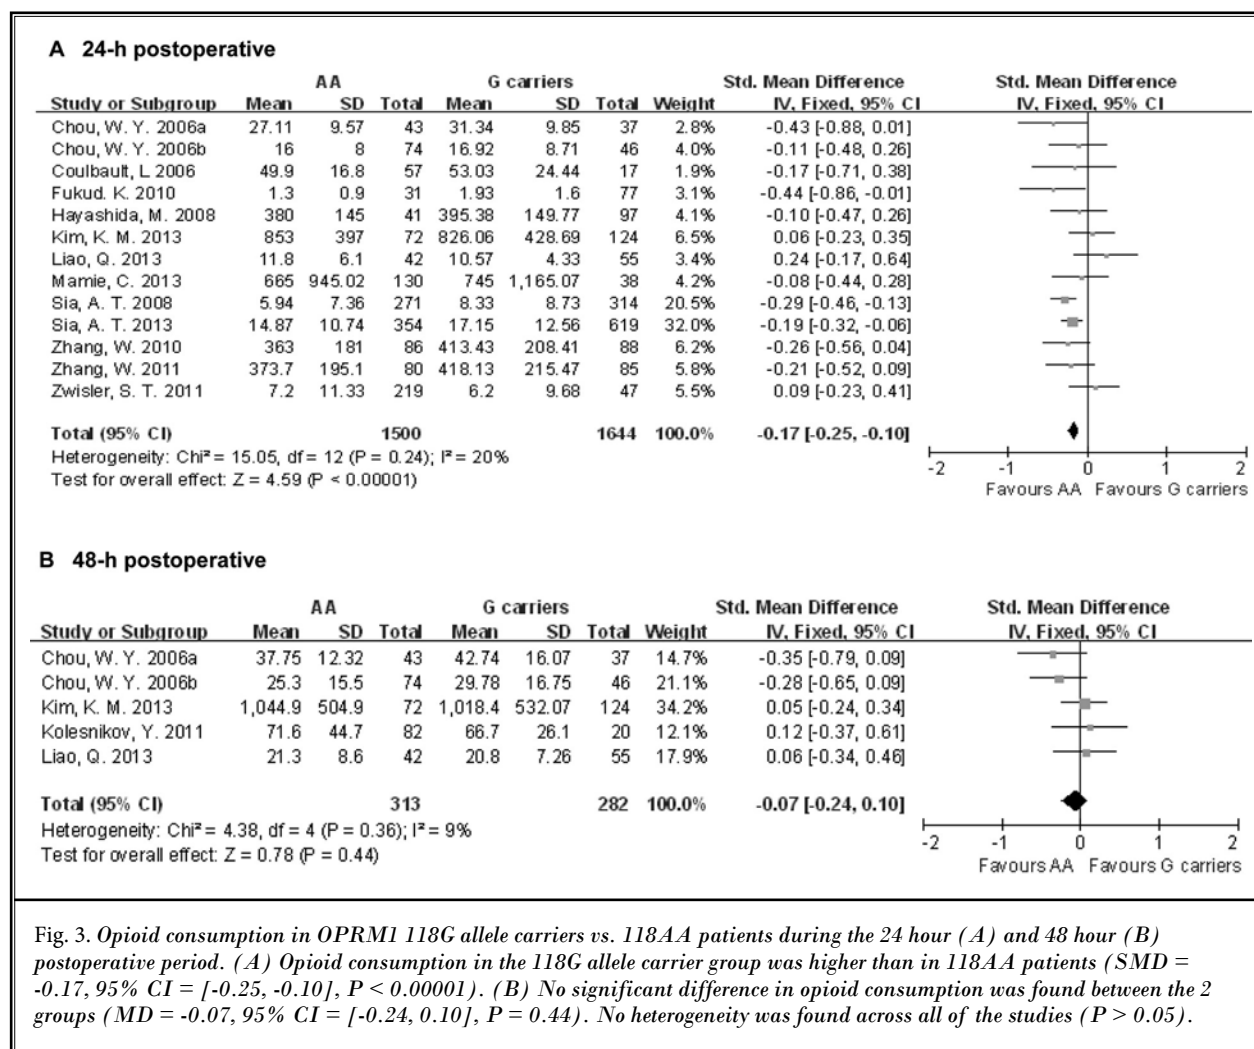 A 24-h postoperative
AA G carriers Std. Mean Difference Std. Mean Difference
Study or Subgroup Mean SD Total Mean SD Total Weight IV, Fixed, 95% CI IV, Fixed, 95% CI
Chou, W. Y. 2006a 27.11 9.57 43 31.34 9.85 37 2.8% -0.43 [-0.88, 0.01]
Chou, W. Y. 2006b 16 8 74 16.92 8.71 46 4.0% -0.11 [-0.48, 0.26]
Coulbault, L 2006 49.9 16.8 57 53.03 24.44 17 1.9% -0.17 [-0.71, 0.38]
Fukud. K. 2010 1.3 0.9 31 1.93 1.6 77 3.1% -0.44 [-0.86, -0.01]
Hayashida, M. 2008 380 145 41 395.38 149.77 97 4.1% -0.10 [-0.47, 0.26]
Kim, K. M. 2013 853 397 72 826.06 428.69 124 6.5% 0.06 [-0.23, 0.35]
Liao, Q. 2013 11.8 6.1 42 10.57 4.33 55 3.4% 0.24 [-0.17, 0.64]
Mamie, C. 2013 665 945.02 130 745 1,165.07 38 4.2% -0.08 [-0.44, 0.28]
Sia, A. T. 2008 5.94 7.36 271 8.33 8.73 314 20.5% -0.29 [-0.46, -0.13]
Sia, A. T. 2013 14.87 10.74 354 17.15 12.56 619 32.0% -0.19 [-0.32, -0.06]
Zhang, W. 2010 363 181 86 413.43 208.41 88 6.2% -0.26 [-0.56, 0.04]
Zhang, W. 2011 373.7 195.1 80 418.13 215.47 85 5.8% -0.21 [-0.52, 0.09]
Zwisler, S. T. 2011 7.2 11.33 219 6.2 9.68 47 5.5% 0.09 [-0.23, 0.41]
Total (95% CI) 1500 1644 100.0% -0.17 [-0.25, -0.10]
Heterogeneity: Chi² = 15.05, df = 12 (P = 0.24); I² = 20%
Test for overall effect: Z = 4.59 (P < 0.00001)
-2 -1 0 1 2
Favours AA Favours G carriers
B 48-h postoperative
AA G carriers Std. Mean Difference Std. Mean Difference
Study or Subgroup Mean SD Total Mean SD Total Weight IV, Fixed, 95% CI IV, Fixed, 95% CI
Chou, W. Y. 2006a 37.75 12.32 43 42.74 16.07 37 14.7% -0.35 [-0.79, 0.09]
Chou, W. Y. 2006b 25.3 15.5 74 29.78 16.75 46 21.1% -0.28 [-0.65, 0.09]
Kim, K. M. 2013 1,044.9 504.9 72 1,018.4 532.07 124 34.2% 0.05 [-0.24, 0.34]
Kolesnikov, Y. 2011 71.6 44.7 82 66.7 26.1 20 12.1% 0.12 [-0.37, 0.61]
Liao, Q. 2013 21.3 8.6 42 20.8 7.26 55 17.9% 0.06 [-0.34, 0.46]
Total (95% CI) 313 282 100.0% -0.07 [-0.24, 0.10]
Heterogeneity: Chi² = 4.38, df = 4 (P = 0.36); I² = 9%
Test for overall effect: Z = 0.78 (P = 0.44)
-2 -1 0 1 2
Favours AA Favours G carriers
Fig. 3. Opioid consumption in OPRM1 118G allele carriers vs. 118AA patients during the 24 hour (A) and 48 hour (B)
postoperative period. (A) Opioid consumption in the 118G allele carrier group was higher than in 118AA patients (SMD =
-0.17, 95% CI = [-0.25, -0.10], P < 0.00001). (B) No significant difference in opioid consumption was found between the 2
groups (MD = -0.07, 95% CI = [-0.24, 0.10], P = 0.44). No heterogeneity was found across all of the studies (P > 0.05).